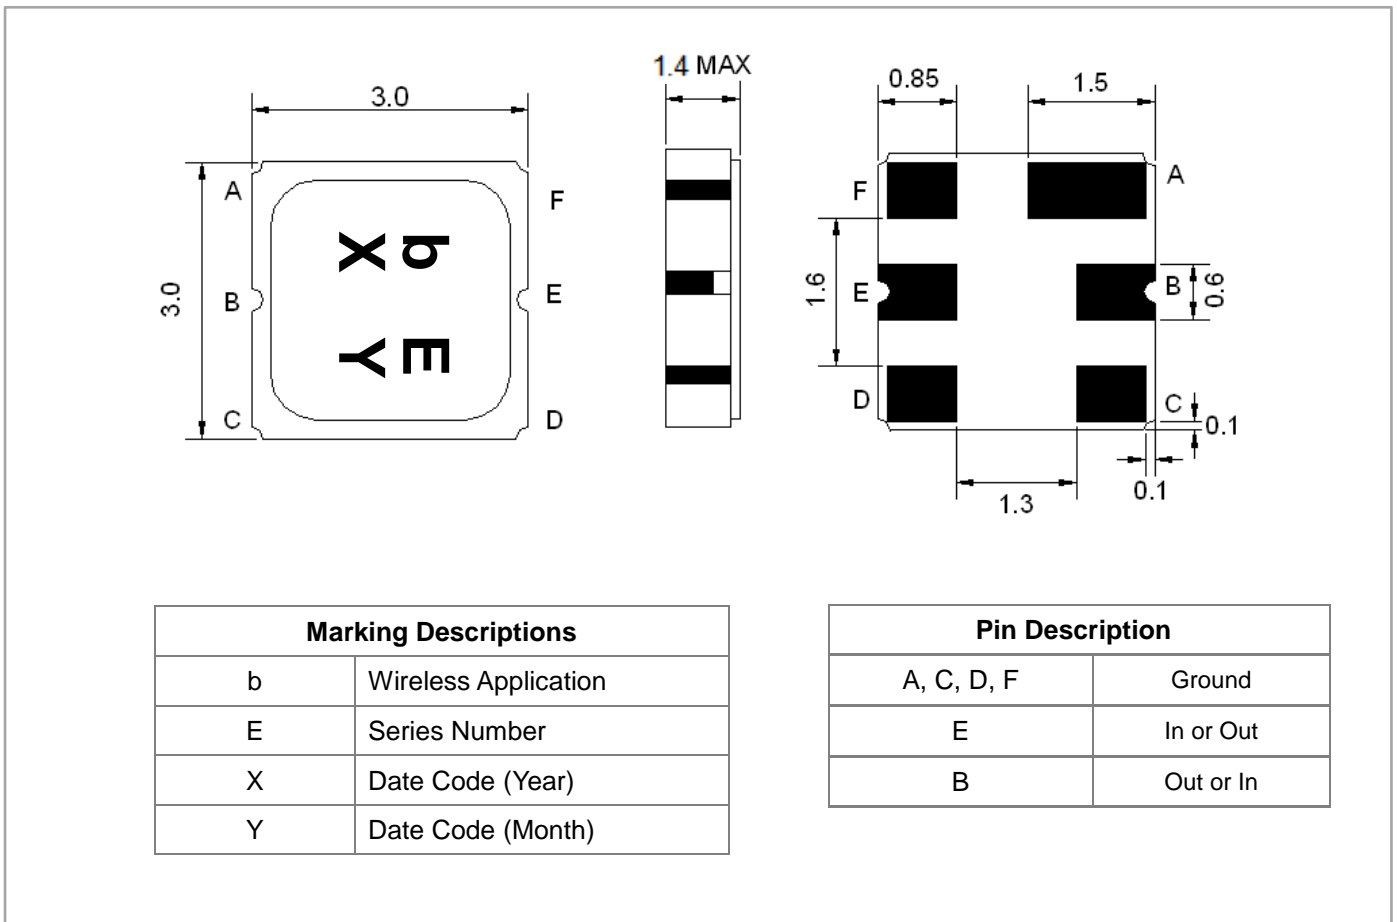 3.0
3.0
A
B
C
F
E
D
b
X
E
Y
1.4 MAX
0.85
1.5
F
E
D
A
B
C
1.6
0.6
0.1
0.1
1.3
Marking Descriptions
b Wireless Application
E Series Number
X Date Code (Year)
Y Date Code (Month)
Pin Description
A, C, D, F Ground
E In or Out
B Out or In